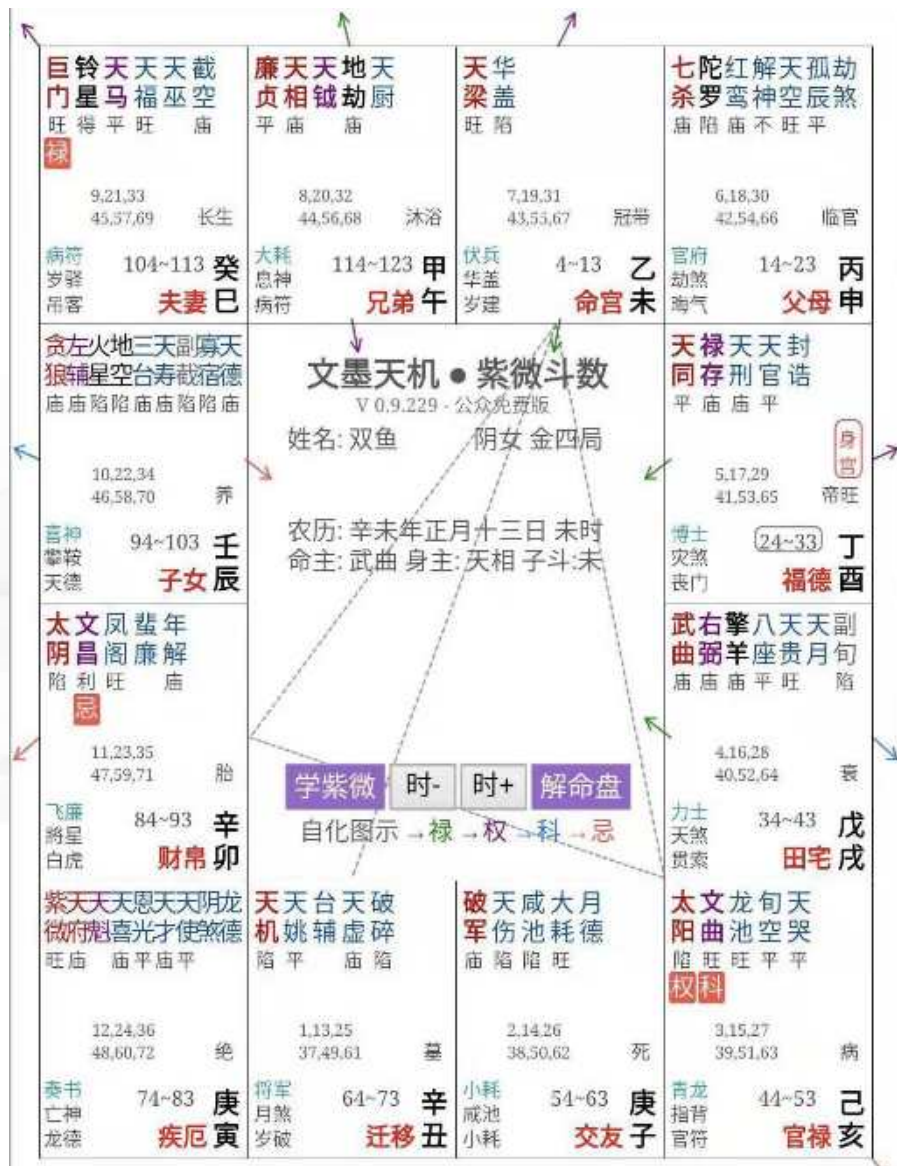 巨铃天天天截
门星马福巫空
旺得平旺 庙
禄
9,21,33
45,57,69 长生
病符
岁驿
吊客
104~113 癸
夫妻 巳
廉天天地天
贞相钺劫厨
平庙 庙
8,20,32
44,56,68 沐浴
大耗
息神
病符
114~123 甲
兄弟 午
天华
梁盖
旺陷
7,19,31
43,55,67 冠带
伏兵
华盖
岁建
4~13 乙
命宫 未
七陀红解天孤劫
杀罗鸾神空辰煞
庙陷庙不旺平
6,18,30
42,54,66 临官
官府
劫煞
晦气
14~23 丙
父母 申
贪左火地三天副寡天
狼辅星空台寿截宿德
庙庙陷陷庙庙陷陷庙
10,22,34
46,58,70 养
喜神
攀鞍
天德
94~103 壬
子女 辰
文墨天机 ● 紫微斗数
V 0.9.229 - 公众免费版
姓名: 双鱼 阴女 金四局
农历: 辛未年正月十三日 未时
命主: 武曲 身主: 天相 子斗:未
天禄天天封
同存刑官诰
平庙庙平
身宫
5,17,29
41,53,65 帝旺
博士
灾煞
丧门
24~33 丁
福德 酉
太文凤蜚年
阴昌阁廉解
陷利旺 庙
忌
11,23,35
47,59,71 胎
飞廉
將星
白虎
84~93 辛
财帛 卯
学紫微 时- 时+ 解命盘
自化图示 →禄 →权 →科 →忌
武右擎八天天副
曲弼羊座贵月旬
庙庙庙平旺 陷
4,16,28
40,52,64 衰
力士
天煞
贯索
34~43 戊
田宅 戌
紫天天天恩天天阴龙
微府魁喜光才使煞德
旺庙 庙平庙平
12,24,36
48,60,72 绝
奏书
亡神
龙德
74~83 庚
疾厄 寅
天天台天破
机姚辅虚碎
陷平 庙陷
1,13,25
37,49,61 墓
将军
月煞
岁破
64~73 辛
迁移 丑
破天咸大月
军伤池耗德
庙陷陷旺
2,14,26
38,50,62 死
小耗
咸池
小耗
54~63 庚
交友 子
太文龙旬天
阳曲池空哭
陷旺旺平平
权科
3,15,27
39,51,63 病
青龙
指背
官符
44~53 己
官禄 亥